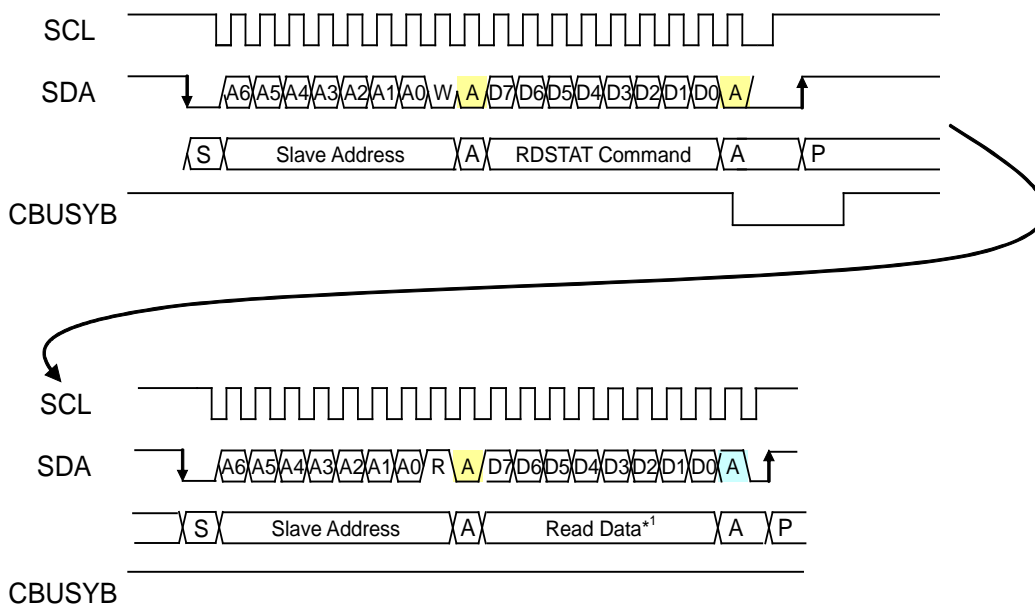 SCL
SDA A6 A5 A4 A3 A2 A1 A0 W A D7 D6 D5 D4 D3 D2 D1 D0 A
S Slave Address A RDSTAT Command A P
CBUSYB
SCL
SDA A6 A5 A4 A3 A2 A1 A0 R A D7 D6 D5 D4 D3 D2 D1 D0 A
S Slave Address A Read Data*1 A P
CBUSYB